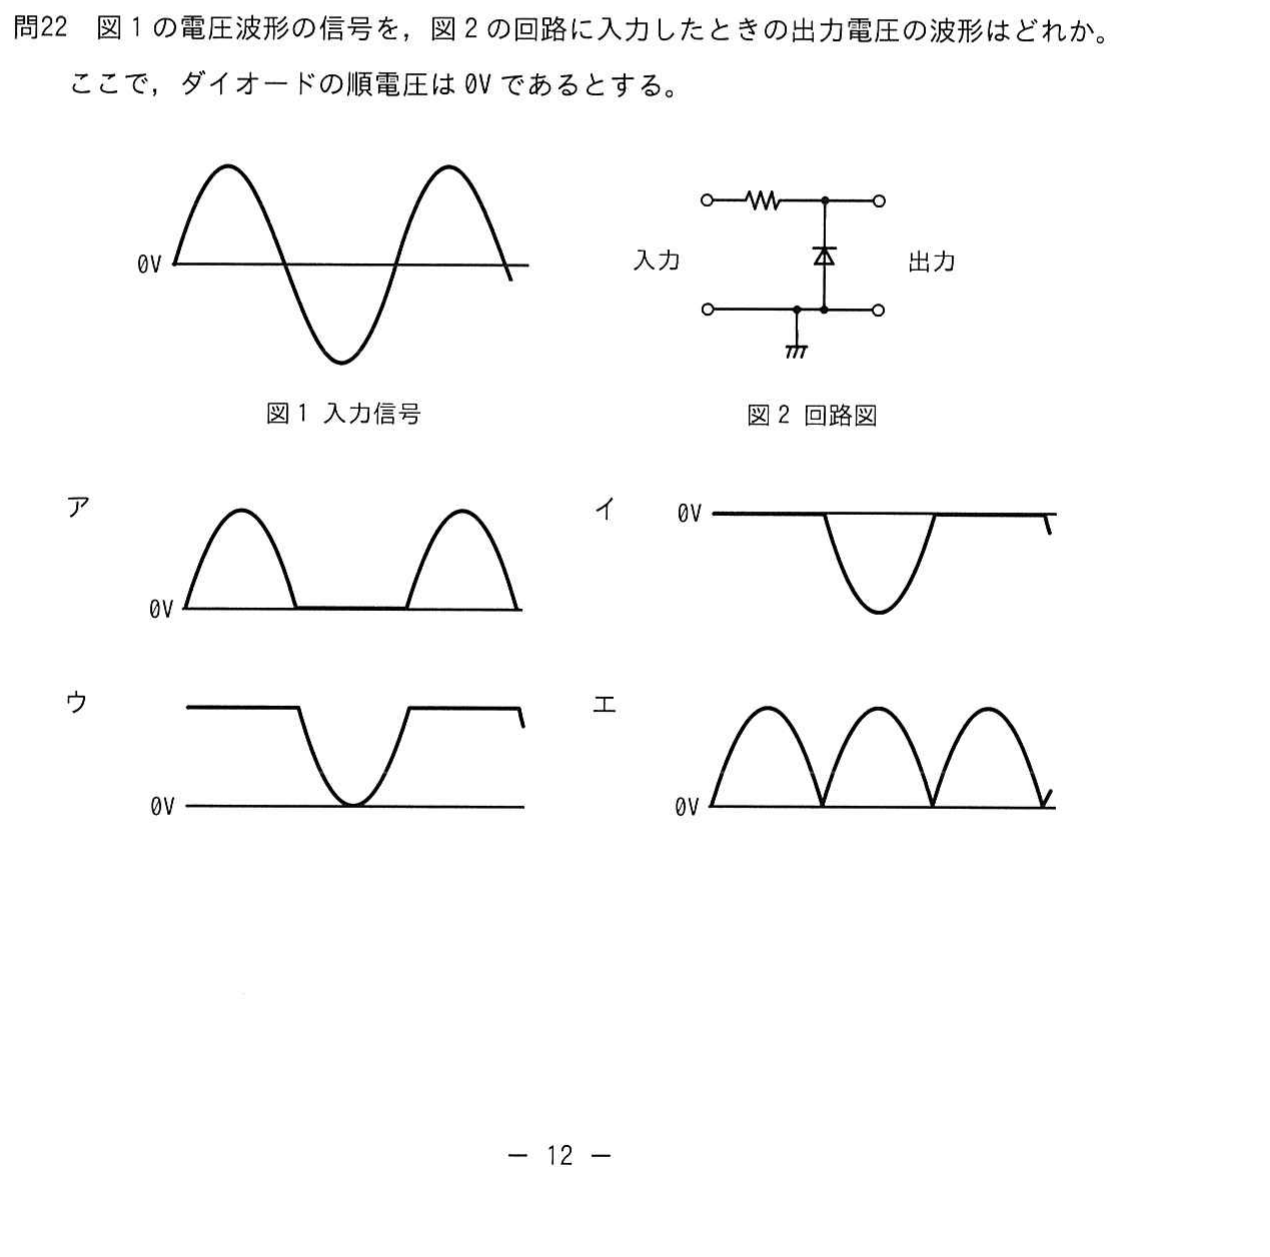 問22 図1の電圧波形の信号を，図2の回路に入力したときの出力電圧の波形はどれか。
ここで，ダイオードの順電圧は0Vであるとする。
0V
入力
出力
図1 入力信号
図2 回路図
ア
0V
イ
0V
ウ
0V
エ
0V
－ 12 －